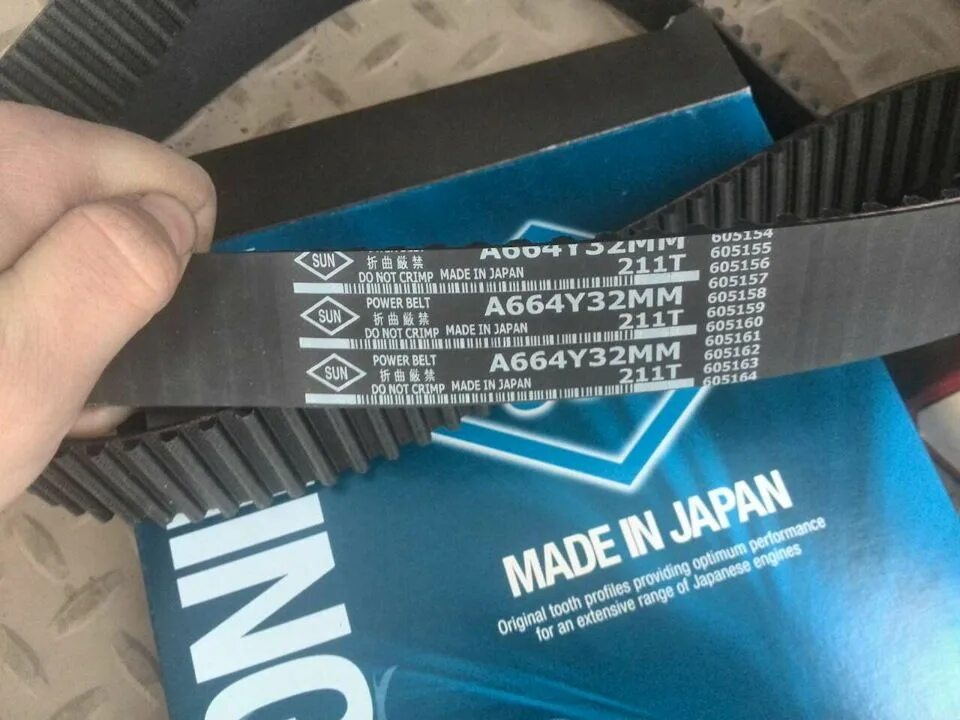 A664Y32MM
SUN 折曲厳禁 211T
DO NOT CRIMP MADE IN JAPAN
POWER BELT A664Y32MM
SUN 折曲厳禁 211T
DO NOT CRIMP MADE IN JAPAN
POWER BELT A664Y32MM
SUN 折曲厳禁 211T
DO NOT CRIMP MADE IN JAPAN
605154
605155
605156
605157
605158
605159
605160
605161
605162
605163
605164
MADE IN JAPAN
Original tooth profiles providing optimum performance
for an extensive range of Japanese engines
ING